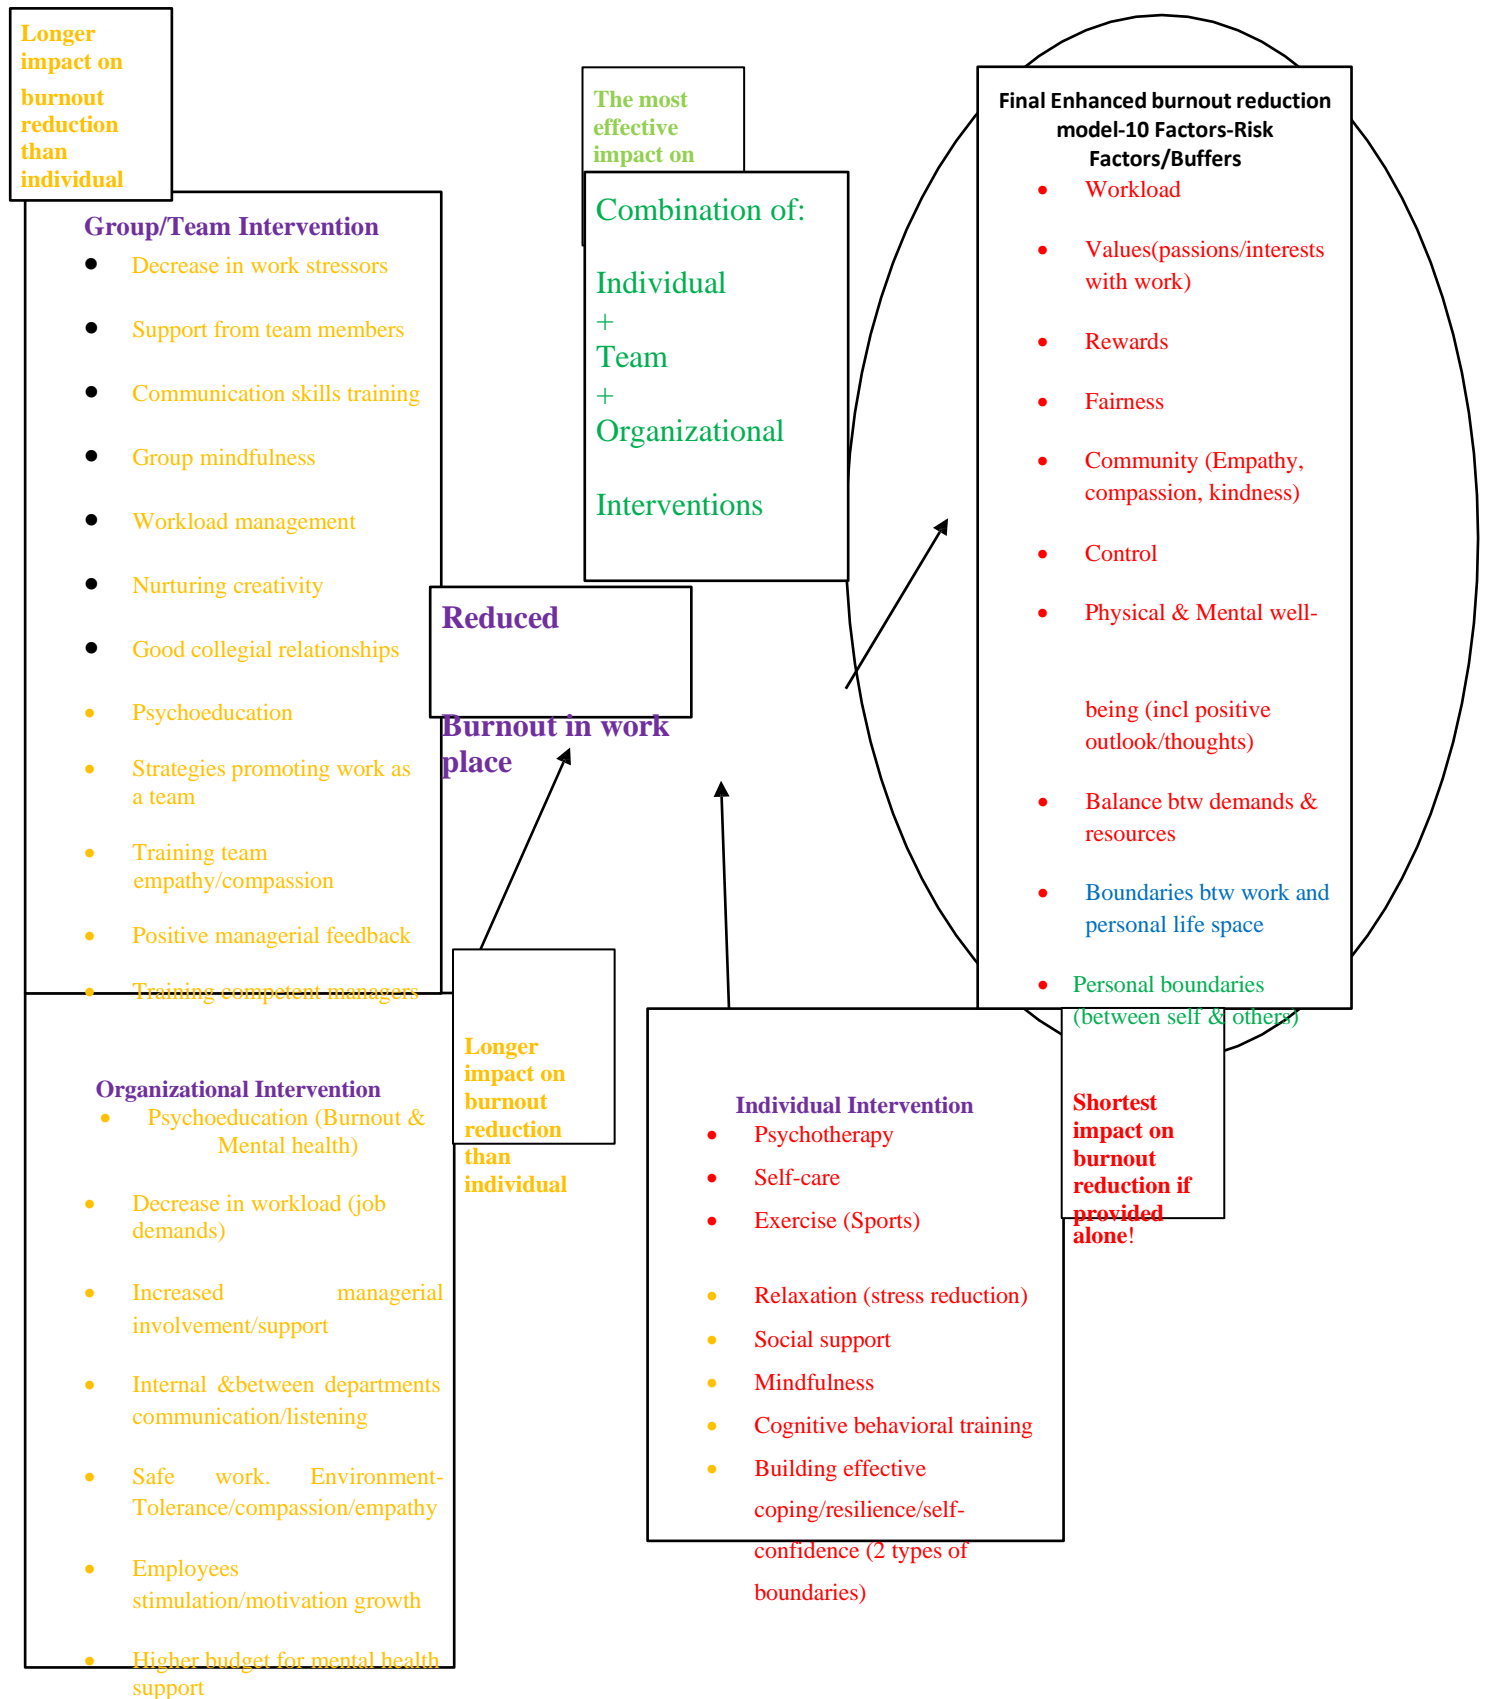 Longer
impact on
burnout
reduction
than
individual
Group/Team Intervention
Decrease in work stressors
Support from team members
Communication skills training
Group mindfulness
Workload management
Nurturing creativity
Good collegial relationships
Psychoeducation
Strategies promoting work as
a team
Training team
empathy/compassion
Positive managerial feedback
Training competent managers
The most
effective
impact on
Combination of:
Individual
+
Team
+
Organizational
Interventions
Reduced
Burnout in work
place
Final Enhanced burnout reduction
model-10 Factors-Risk
Factors/Buffers
Workload
Values(passions/interests
with work)
Rewards
Fairness
Community (Empathy,
compassion, kindness)
Control
Physical & Mental well-
being (incl positive
outlook/thoughts)
Balance btw demands &
resources
Boundaries btw work and
personal life space
Personal boundaries
(between self & others)
Organizational Intervention
Psychoeducation (Burnout &
Mental health)
Decrease in workload (job
demands)
Increased managerial
involvement/support
Internal &between departments
communication/listening
Safe work. Environment-
Tolerance/compassion/empathy
Employees
stimulation/motivation growth
Higher budget for mental health
support
Longer
impact on
burnout
reduction
than
individual
Individual Intervention
Psychotherapy
Self-care
Exercise (Sports)
Relaxation (stress reduction)
Social support
Mindfulness
Cognitive behavioral training
Building effective
coping/resilience/self-
confidence (2 types of
boundaries)
Shortest
impact on
burnout
reduction if
provided
alone!